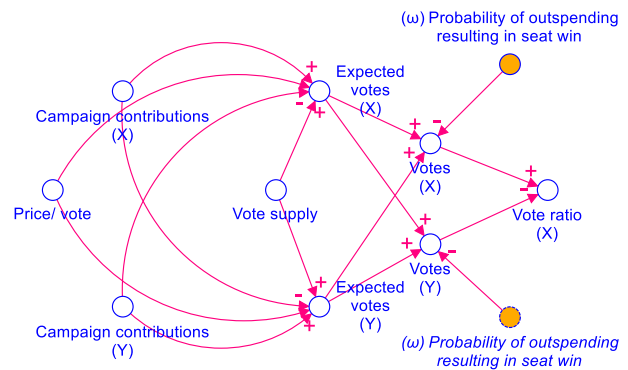 (ω) Probability of outspending
resulting in seat win
+
Expected
votes
(X)
-
+
Campaign contributions
(X)
+
-
+
Votes
(X)
+
-
Price/ vote
Vote supply
Vote ratio
(X)
+
+
-
Votes
(Y)
+
-
+
Expected
votes
(Y)
Campaign contributions
(Y)
(ω) Probability of outspending
resulting in seat win